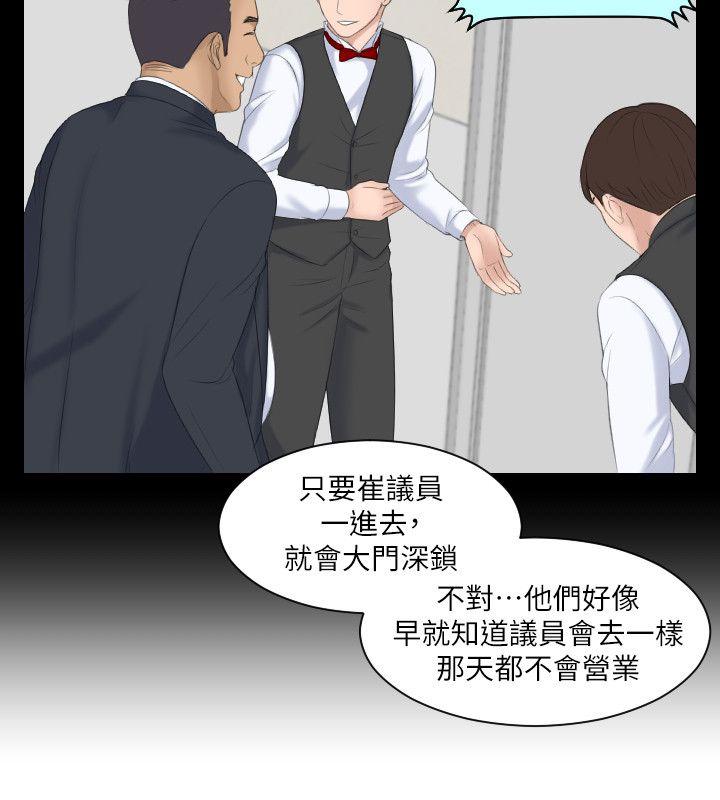 只要崔議員
一進去，
就會大門深鎖
不對⋯他們好像
早就知道議員會去一樣
那天都不會營業